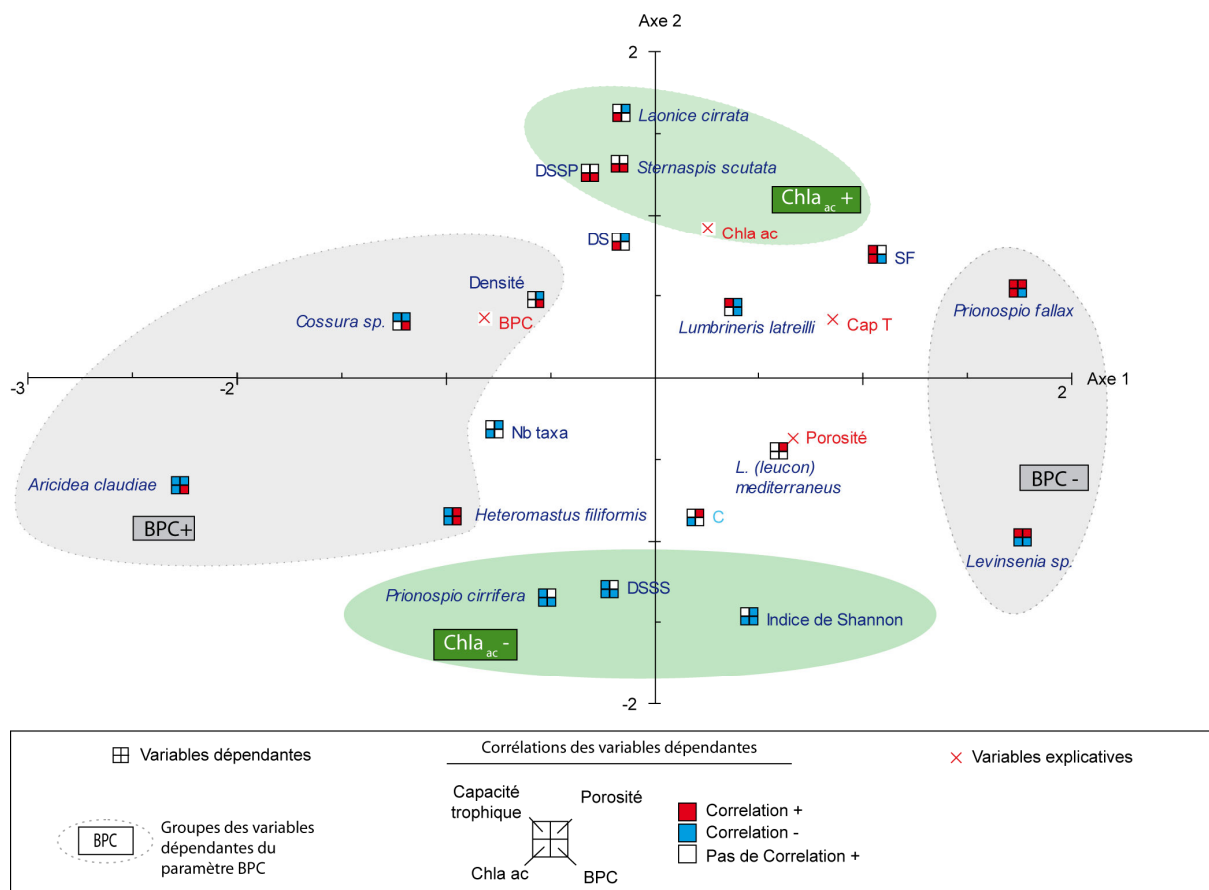 Axe 2
2
Laonice cirrata
DSSP
Sternaspis scutata
Chla ac +
Chla ac
DS
SF
Densité
Prionospio fallax
Cossura sp.
BPC
Lumbrineris latreilli
Cap T
-3
-2
2
Axe 1
Nb taxa
Porosité
L. (leucon)
mediterraneus
Aricidea claudiae
BPC -
BPC+
Heteromastus filiformis
C
Levinsenia sp.
Prionospio cirrifera
DSSS
Indice de Shannon
Chla ac -
-2
Variables dépendantes
Corrélations des variables dépendantes
Variables explicatives
Capacité
trophique
Porosité
Chla ac
BPC
BPC
Groupes des variables
dépendantes du
paramètre BPC
Correlation +
Correlation -
Pas de Correlation +